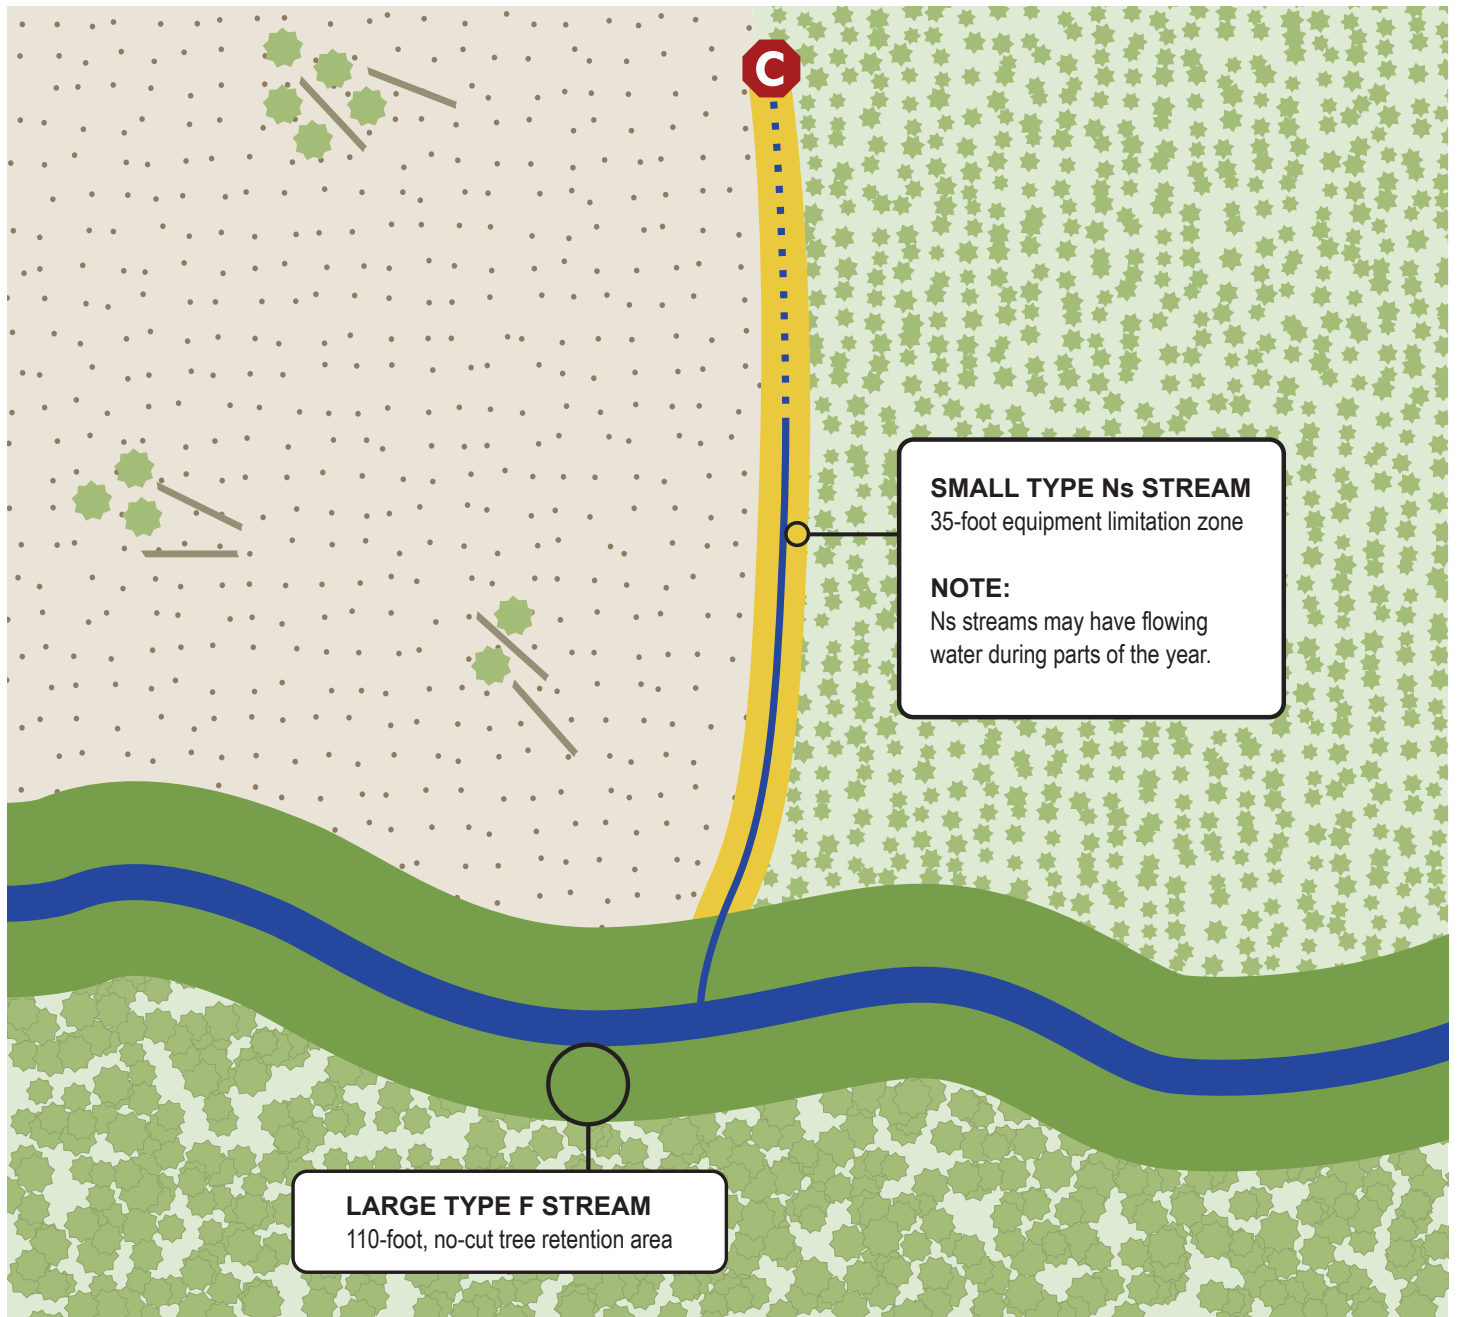 C
SMALL TYPE Ns STREAM
35-foot equipment limitation zone
NOTE:
Ns streams may have flowing
water during parts of the year.
LARGE TYPE F STREAM
110-foot, no-cut tree retention area